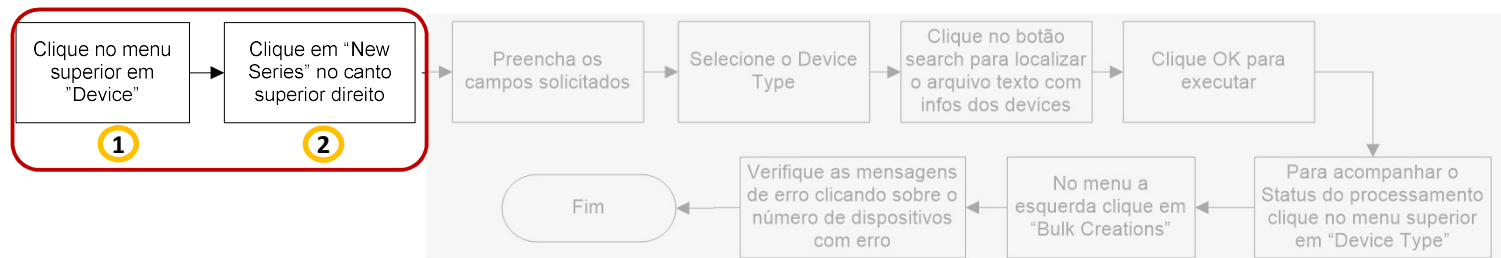 Clique no menu
superior em
"Device"
1
Clique em “New
Series” no canto
superior direito
2
Preencha os
campos solicitados
Selecione o Device
Type
Clique no botão
search para localizar
o arquivo texto com
infos dos devices
Clique OK para
executar
Para acompanhar o
Status do processamento
clique no menu superior
em “Device Type”
No menu a
esquerda clique em
“Bulk Creations”
Verifique as mensagens
de erro clicando sobre o
número de dispositivos
com erro
Fim